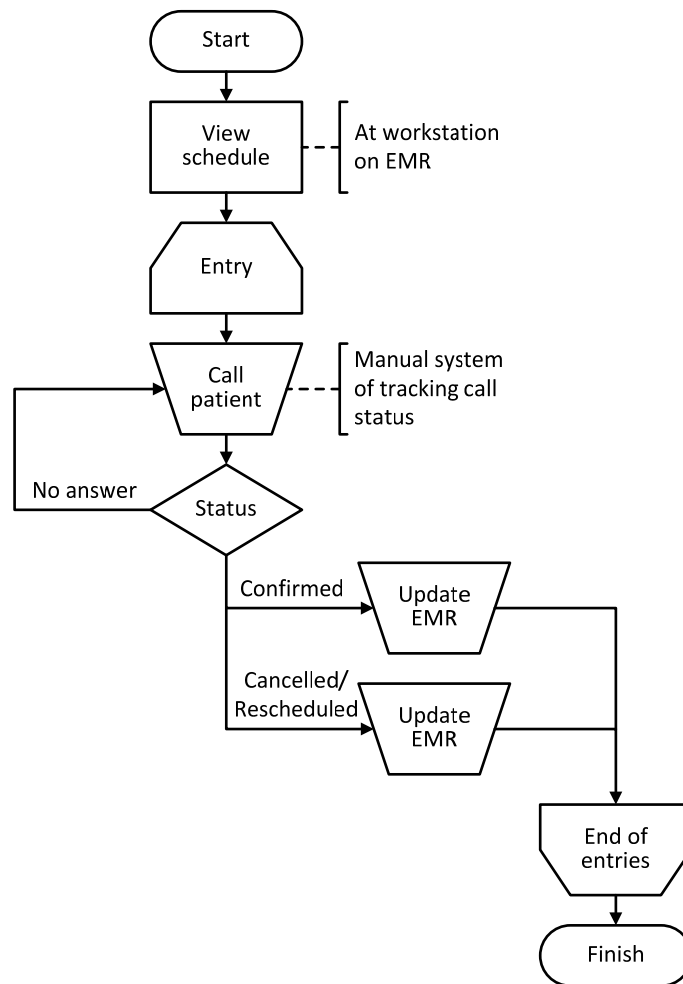 Start
View
schedule
At workstation
on EMR
Entry
Call
patient
Manual system
of tracking call
status
No answer
Status
Confirmed
Update
EMR
Cancelled/
Rescheduled
Update
EMR
End of
entries
Finish